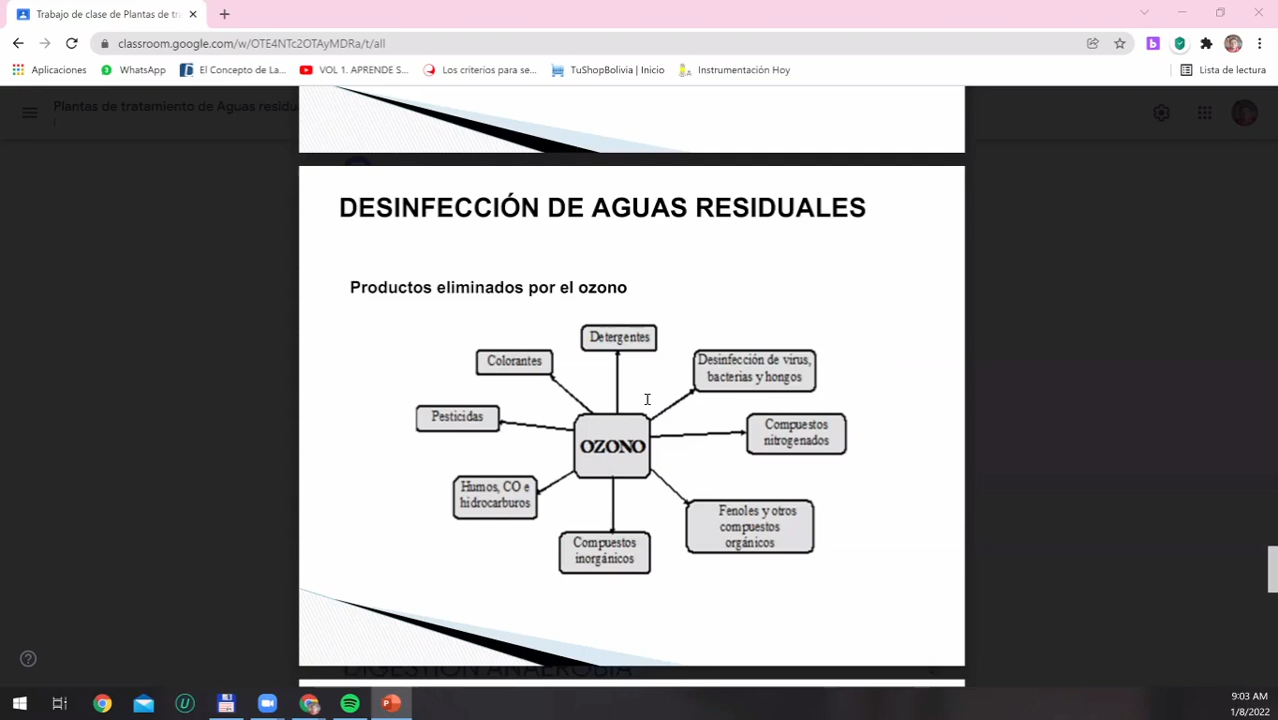 Trabajo de clase de Plantas de tr
classroom.google.com/w/OTE4NTc2OTAyMDRa/t/all
Aplicaciones
WhatsApp
El Concepto de La...
VOL 1. APRENDE S...
Los criterios para se...
TuShopBolivia | Inicio
Instrumentación Hoy
Lista de lectura
Plantas de tratamiento de Aguas residu
DESINFECCIÓN DE AGUAS RESIDUALES
Productos eliminados por el ozono
Detergentes
Colorantes
Desinfección de virus,
bacterias y hongos
Pesticidas
Compuestos
nitrogenados
OZONO
Humos, CO e
hidrocarburos
Fenoles y otros
compuestos
orgánicos
Compuestos
inorgánicos
DIGESTION ANAEROBIA
9:03 AM
1/8/2022